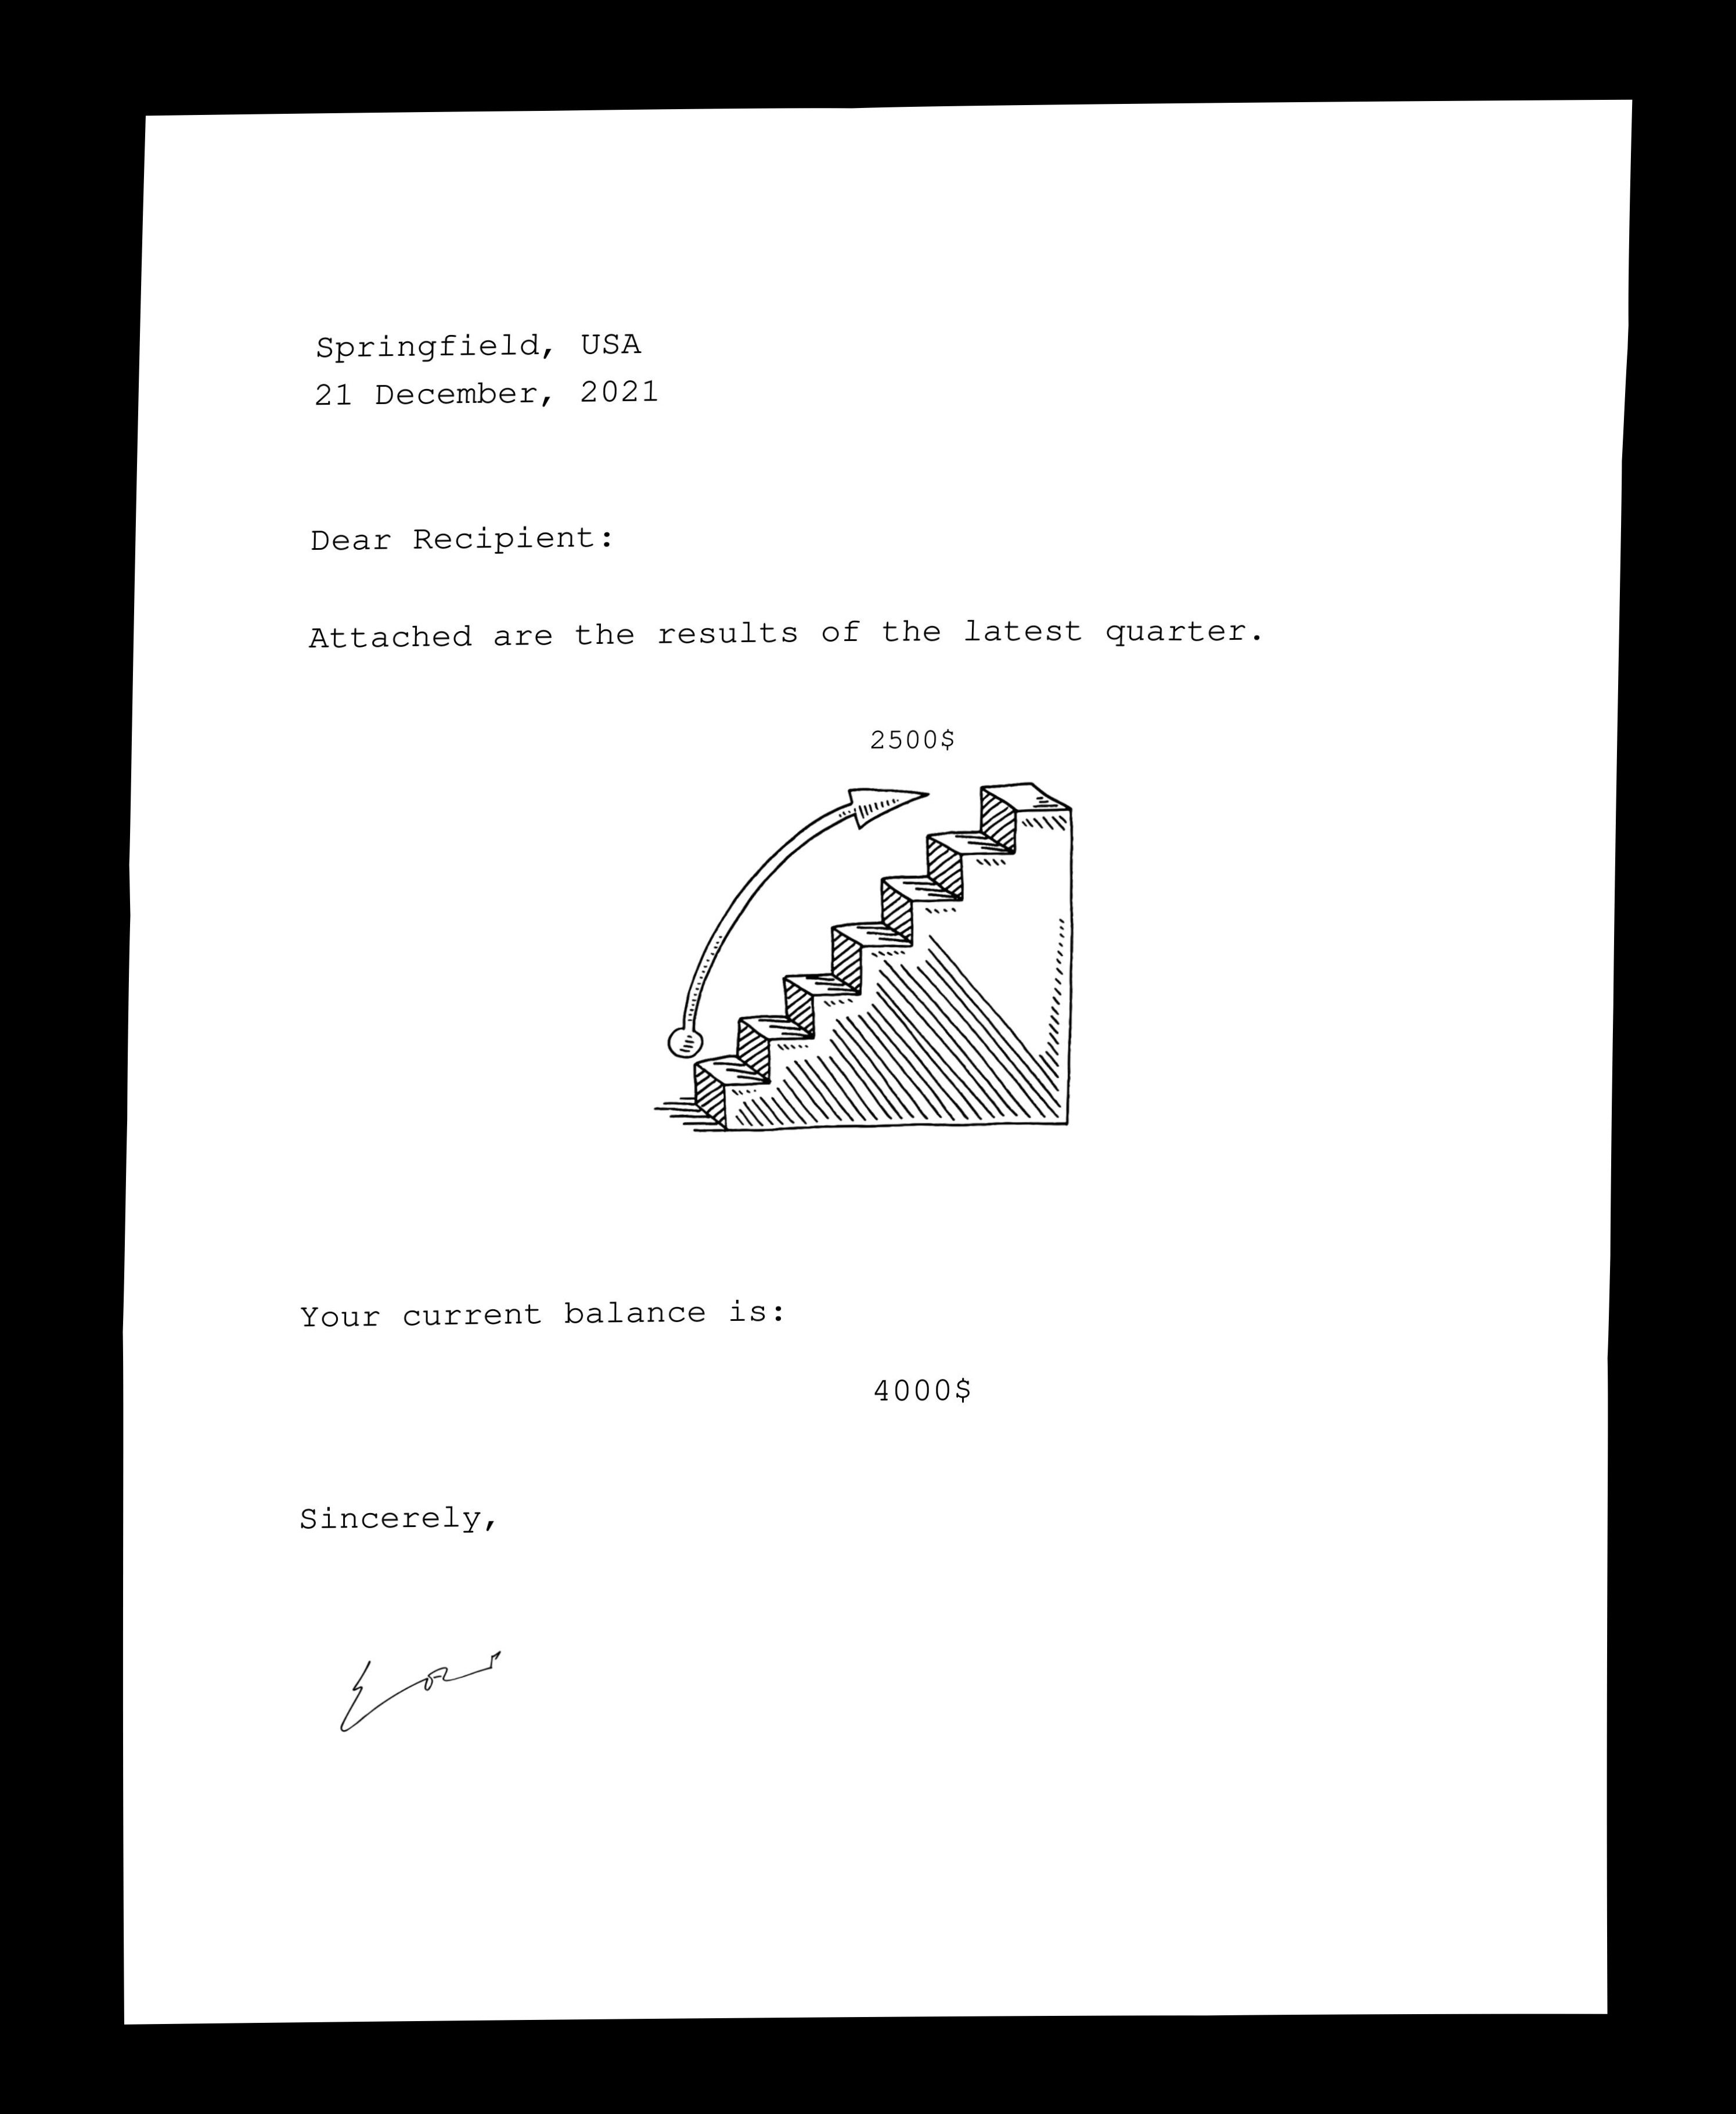 Springfield, USA
21 December, 2021
Dear Recipient:
Attached are the results of the latest quarter.
2500$
Your current balance is:
4000$
Sincerely,